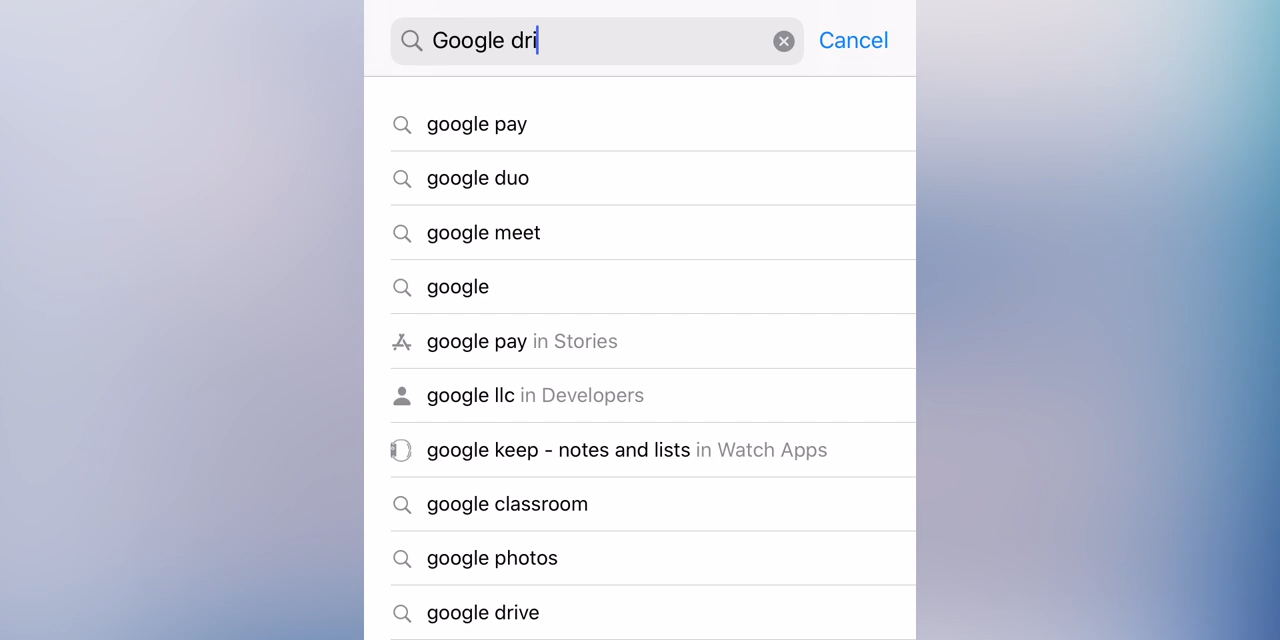 Google dri Cancel
google pay
google duo
google meet
google
google pay in Stories
google llc in Developers
google keep - notes and lists in Watch Apps
google classroom
google photos
google drive